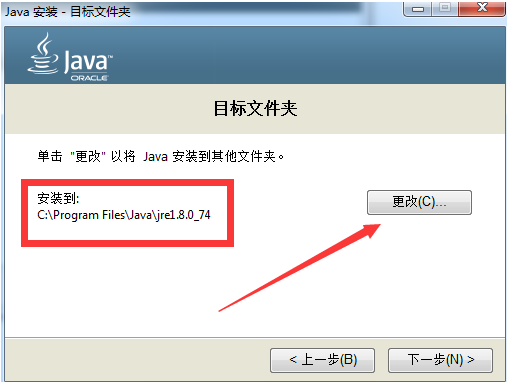 Java 安装 - 目标文件夹
Java™
ORACLE
目标文件夹
单击 "更改" 以将 Java 安装到其他文件夹。
安装到:
C:\Program Files\Java\jre1.8.0_74
更改(C)...
< 上一步(B)
下一步(N) >